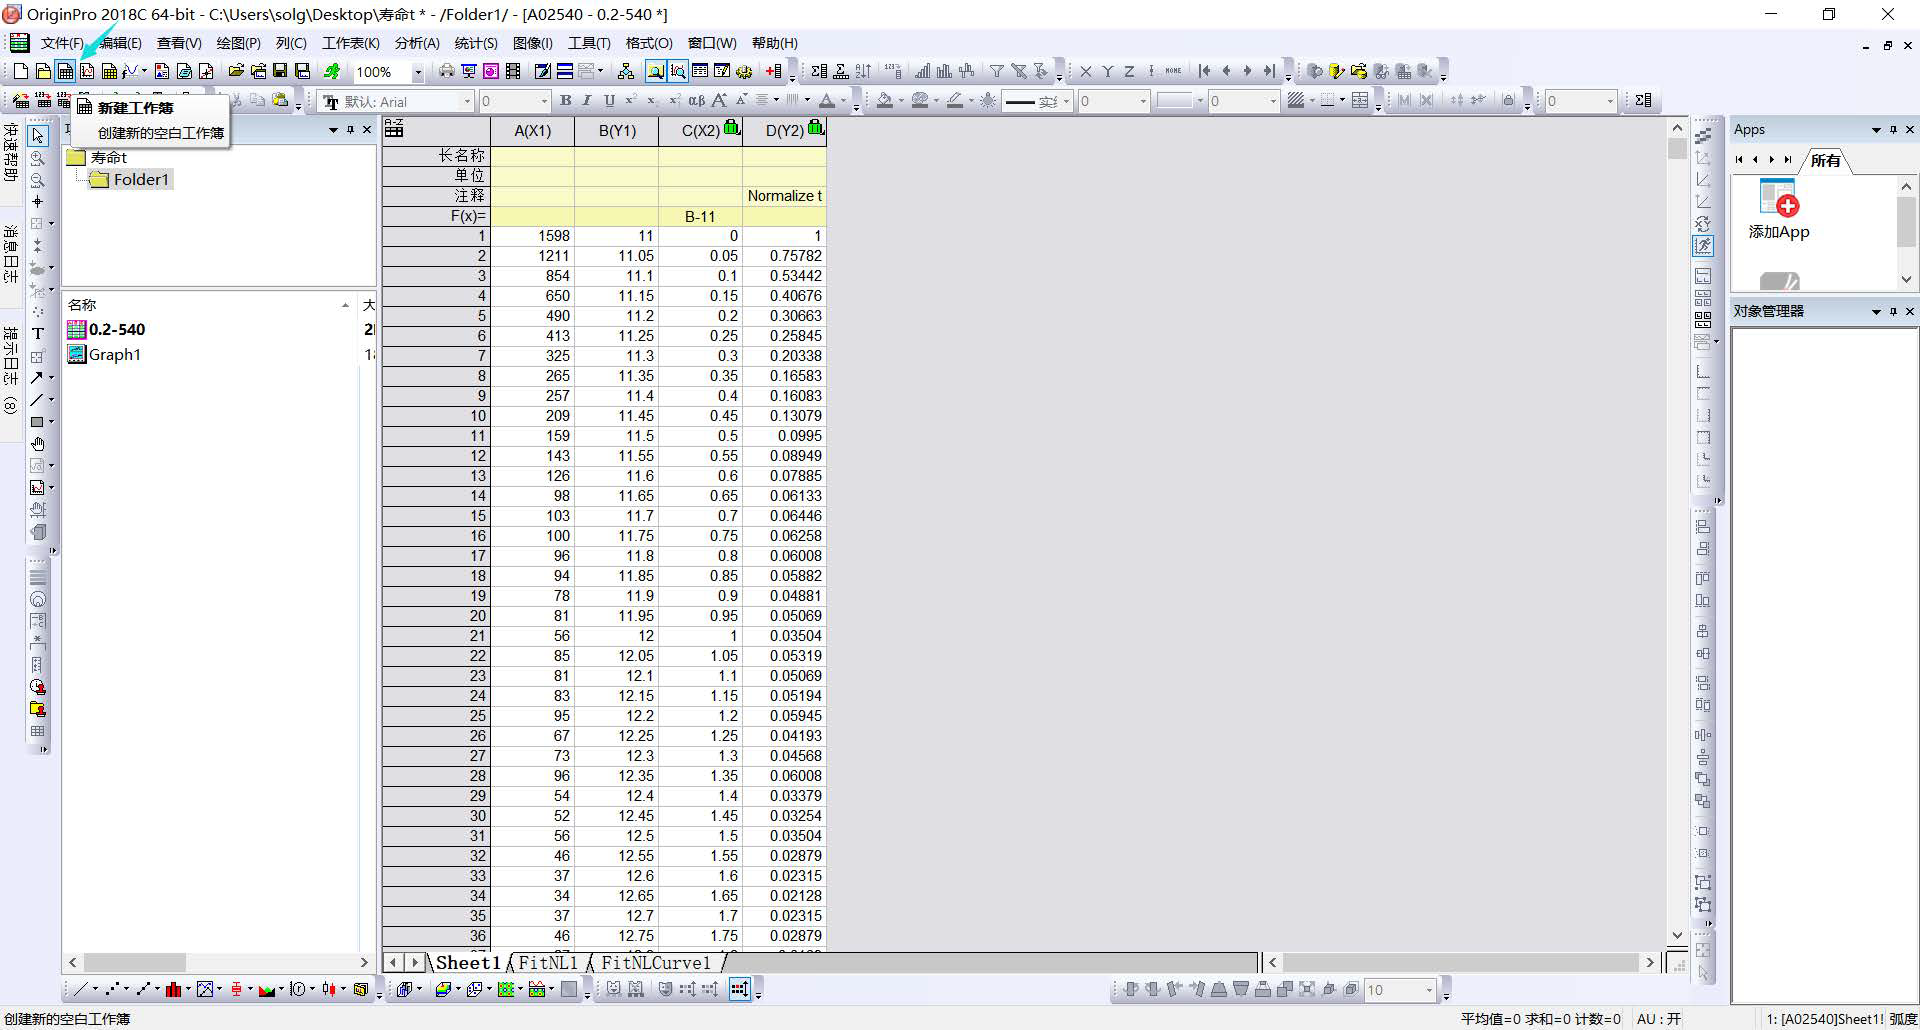 OriginPro 2018C 64-bit - C:\Users\solg\Desktop\寿命t * - /Folder1/ - [A02540 - 0.2-540 *]
文件(F) 编辑(E) 查看(V) 绘图(P) 列(C) 工作表(K) 分析(A) 统计(S) 图像(I) 工具(T) 格式(O) 窗口(W) 帮助(H)
100%
新建工作簿
创建新的空白工作簿
默认: Arial 0 B I U αβ 0 0 0
快速帮助
消息日志
提示日志 (8)
寿命t
Folder1
名称 大
0.2-540
Graph1
A(X1) B(Y1) C(X2) D(Y2)
长名称
单位
注释 Normalize t
F(x)= B-11
1 1598 11 0 1
2 1211 11.05 0.05 0.75782
3 854 11.1 0.1 0.53442
4 650 11.15 0.15 0.40676
5 490 11.2 0.2 0.30663
6 413 11.25 0.25 0.25845
7 325 11.3 0.3 0.20338
8 265 11.35 0.35 0.16583
9 257 11.4 0.4 0.16083
10 209 11.45 0.45 0.13079
11 159 11.5 0.5 0.0995
12 143 11.55 0.55 0.08949
13 126 11.6 0.6 0.07885
14 98 11.65 0.65 0.06133
15 103 11.7 0.7 0.06446
16 100 11.75 0.75 0.06258
17 96 11.8 0.8 0.06008
18 94 11.85 0.85 0.05882
19 78 11.9 0.9 0.04881
20 81 11.95 0.95 0.05069
21 56 12 1 0.03504
22 85 12.05 1.05 0.05319
23 81 12.1 1.1 0.05069
24 83 12.15 1.15 0.05194
25 95 12.2 1.2 0.05945
26 67 12.25 1.25 0.04193
27 73 12.3 1.3 0.04568
28 96 12.35 1.35 0.06008
29 54 12.4 1.4 0.03379
30 52 12.45 1.45 0.03254
31 56 12.5 1.5 0.03504
32 46 12.55 1.55 0.02879
33 37 12.6 1.6 0.02315
34 34 12.65 1.65 0.02128
35 37 12.7 1.7 0.02315
36 46 12.75 1.75 0.02879
Sheet1 FitNL1 FitNLCurve1
Apps
所有
添加App
对象管理器
10
创建新的空白工作簿
平均值=0 求和=0 计数=0 AU : 开 1: [A02540]Sheet1! 弧度